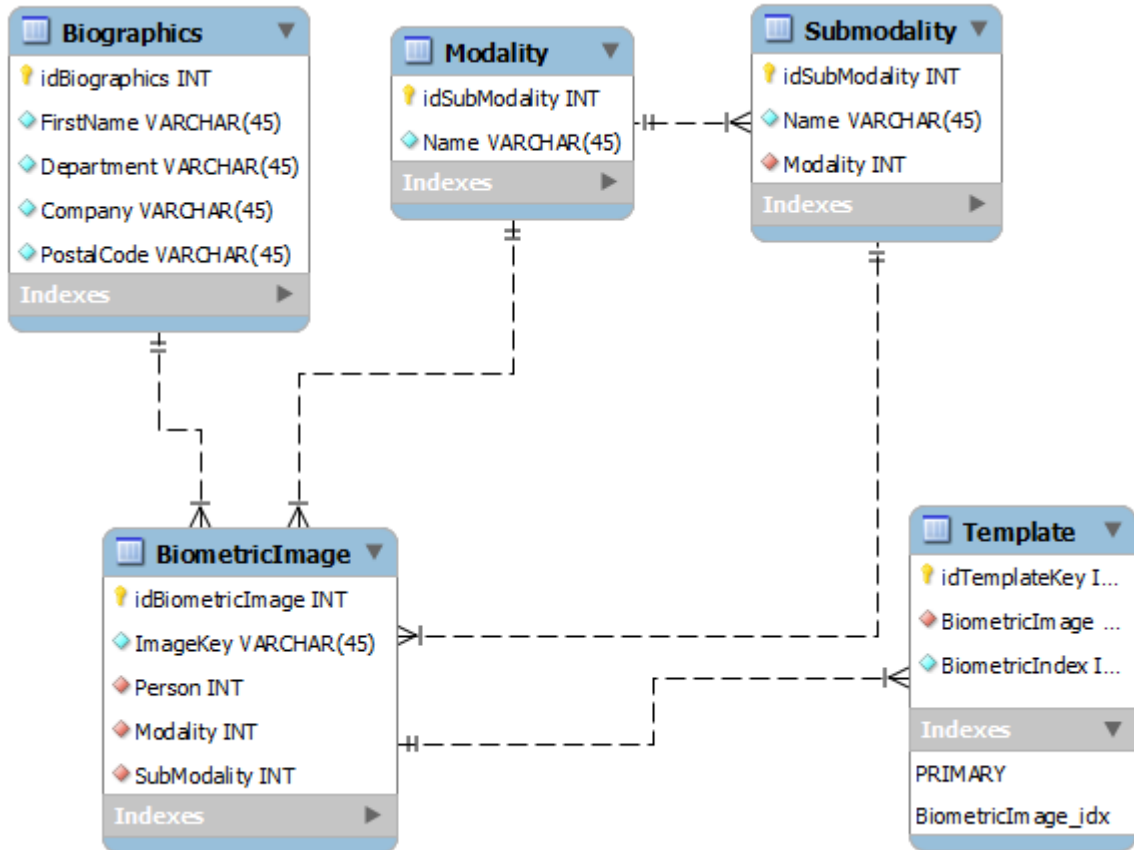 Biographics
idBiographics INT
FirstName VARCHAR(45)
Department VARCHAR(45)
Company VARCHAR(45)
PostalCode VARCHAR(45)
Indexes
Modality
idSubModality INT
Name VARCHAR(45)
Indexes
Submodality
idSubModality INT
Name VARCHAR(45)
Modality INT
Indexes
BiometricImage
idBiometricImage INT
ImageKey VARCHAR(45)
Person INT
Modality INT
SubModality INT
Indexes
Template
idTemplateKey I...
BiometricImage ...
BiometricIndex I...
Indexes
PRIMARY
BiometricImage_idx